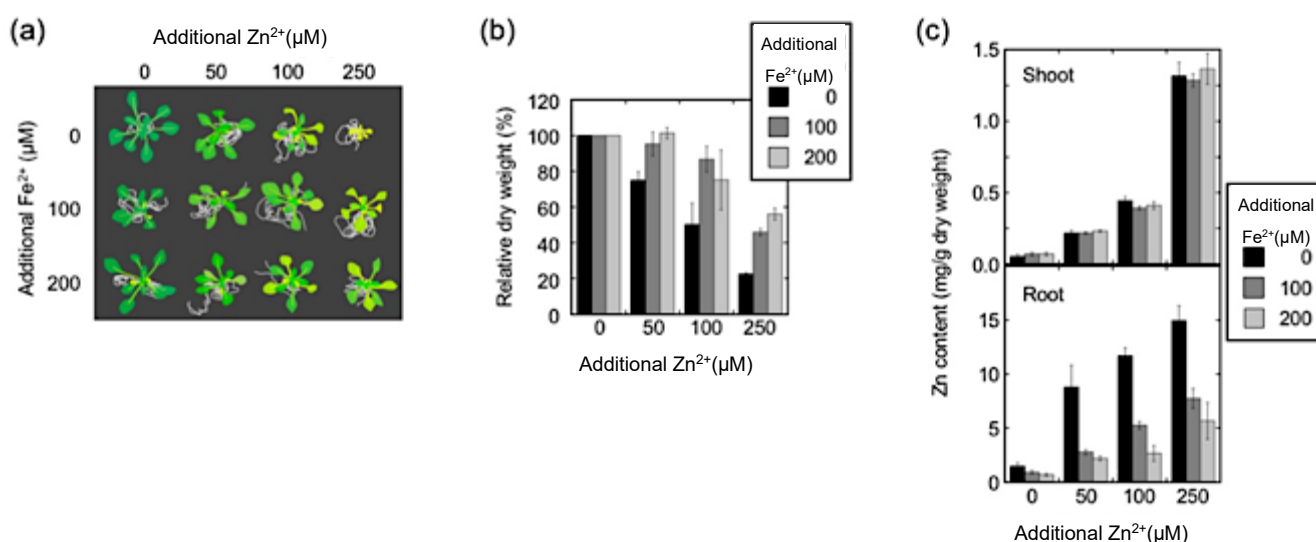 (a)
Additional Zn²⁺(µM)
0 50 100 250
Additional Fe²⁺ (µM)
0
100
200
(b)
Additional
Fe²⁺(µM)
0
100
200
Relative dry weight (%)
120
100
80
60
40
20
0
0 50 100 250
Additional Zn²⁺(µM)
(c)
Zn content (mg/g dry weight)
Shoot
1.5
1.0
0.5
0.0
Root
15
10
5
0
0 50 100 250
Additional Zn²⁺(µM)
Additional
Fe²⁺(µM)
0
100
200